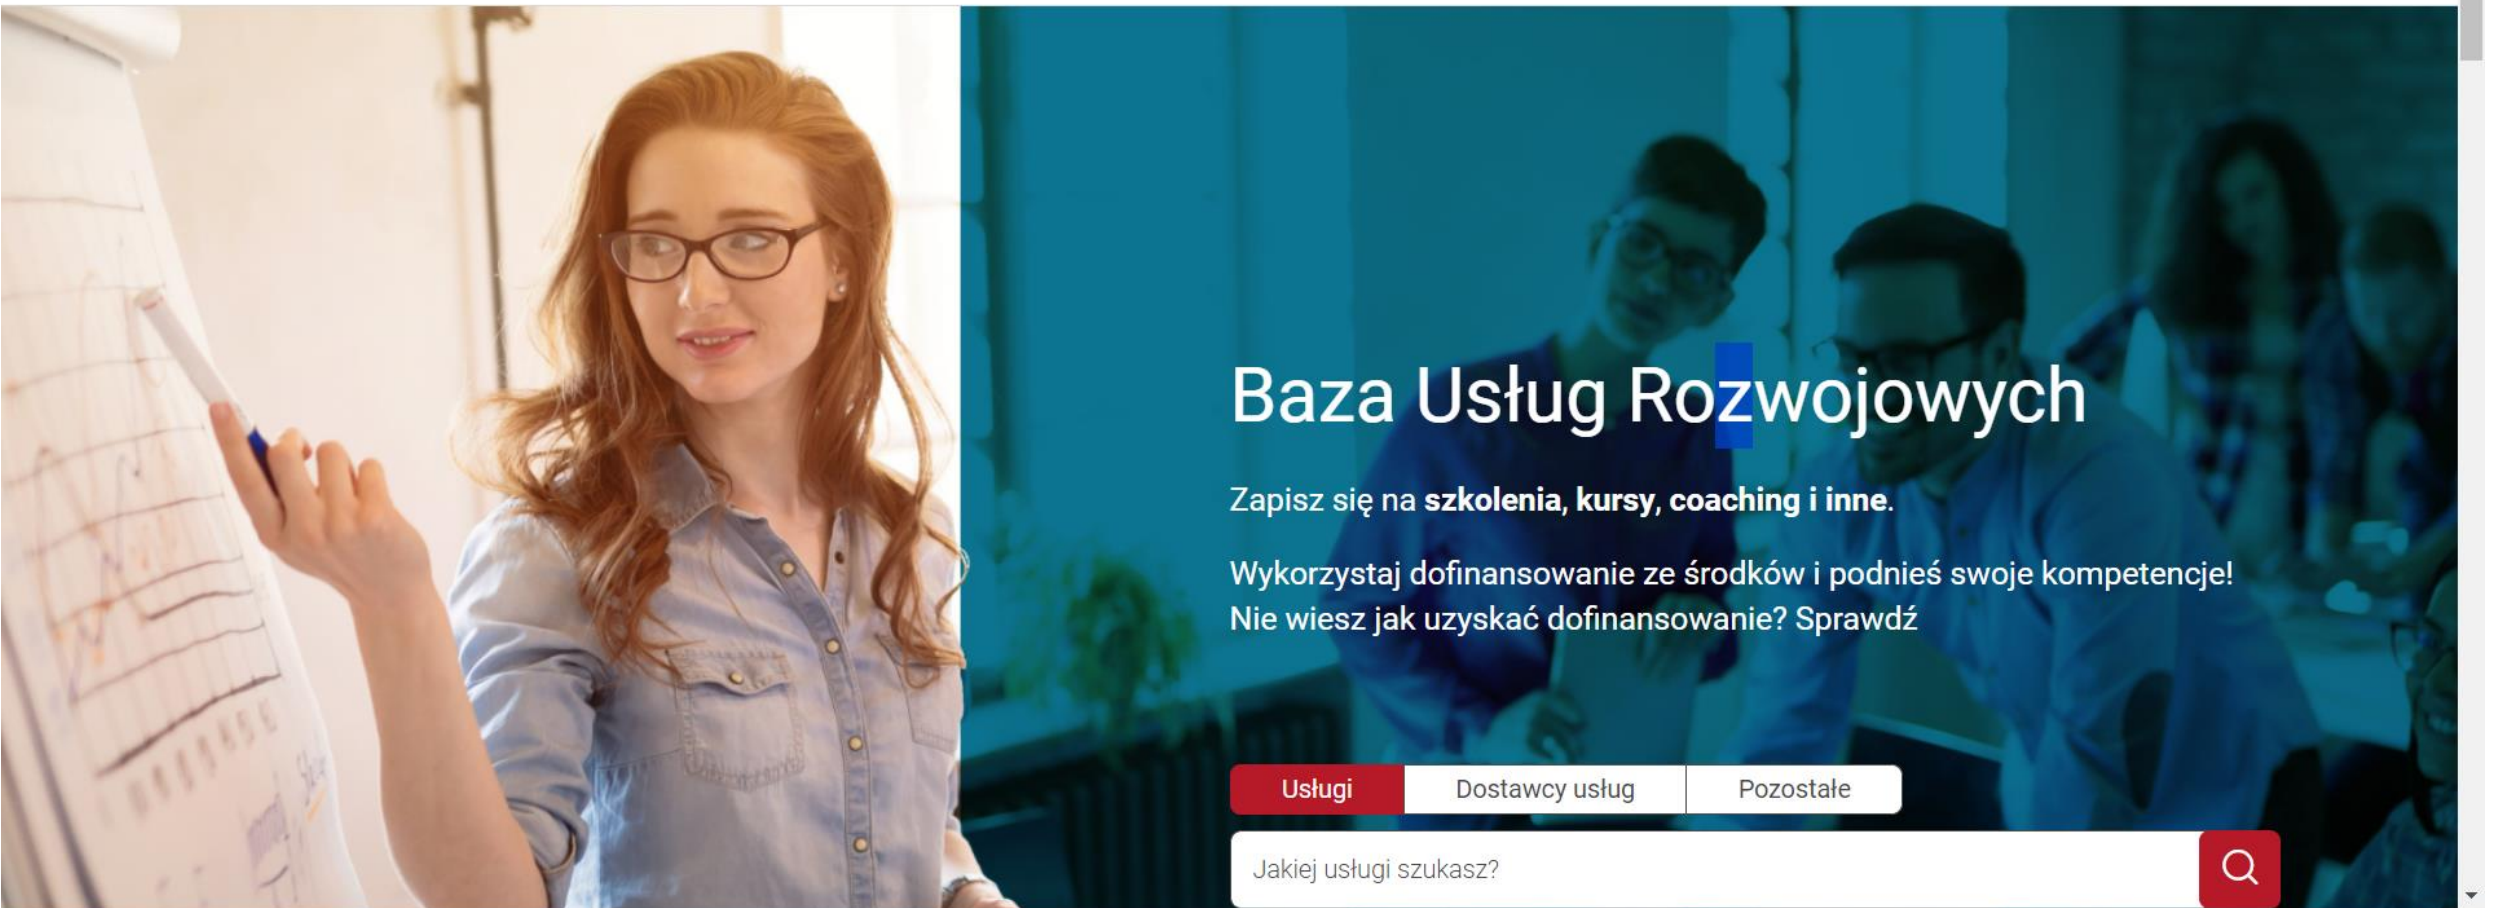 Baza Usług Rozwojowych
Zapisz się na szkolenia, kursy, coaching i inne.
Wykorzystaj dofinansowanie ze środków i podnieś swoje kompetencje!
Nie wiesz jak uzyskać dofinansowanie? Sprawdź
Usługi Dostawcy usług Pozostałe
Jakiej usługi szukasz?